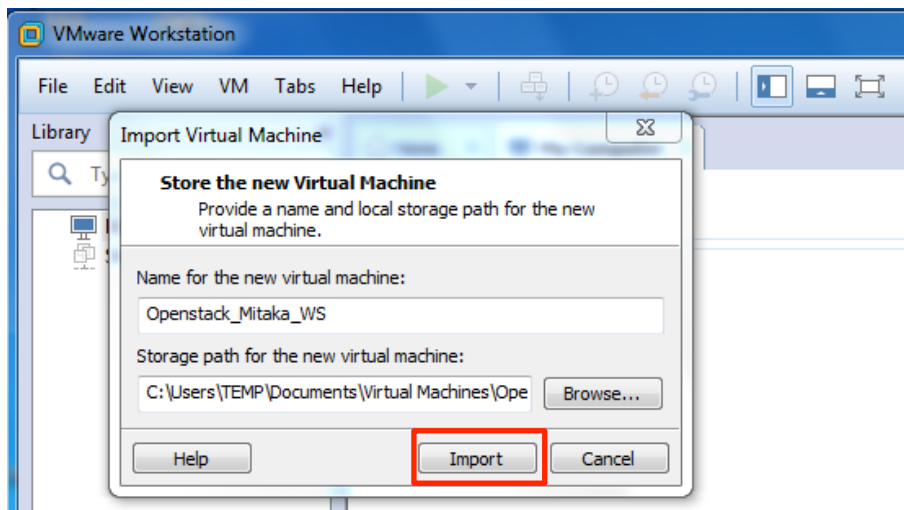 VMware Workstation
File Edit View VM Tabs Help
Library
Import Virtual Machine
Ty
Store the new Virtual Machine
Provide a name and local storage path for the new
virtual machine.
Name for the new virtual machine:
Openstack_Mitaka_WS
Storage path for the new virtual machine:
C:\Users\TEMP\Documents\Virtual Machines\Ope
Browse...
Help Import Cancel